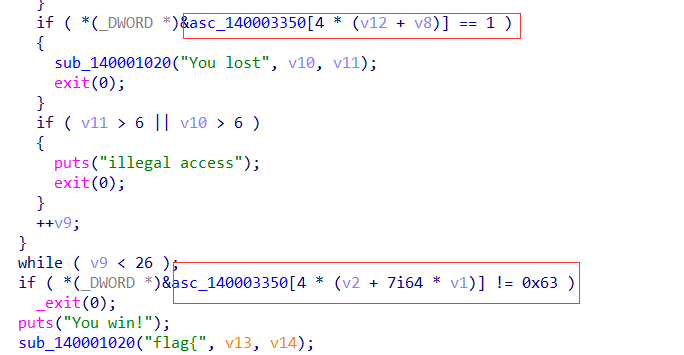 }
if ( *(_DWORD *)&asc_140003350[4 * (v12 + v8)] == 1 )
{
sub_140001020("You lost", v10, v11);
exit(0);
}
if ( v11 > 6 || v10 > 6 )
{
puts("illegal access");
exit(0);
}
++v9;
}
while ( v9 < 26 );
if ( *(_DWORD *)&asc_140003350[4 * (v2 + 7i64 * v1)] != 0x63 )
_exit(0);
puts("You win!");
sub_140001020("flag{", v13, v14);